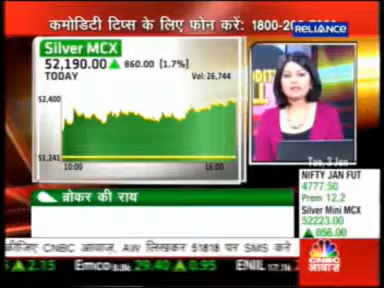 कमोडिटी टिप्स के लिए फोन करें: 1800-20
RELIANCE
Silver MCX
52,190.00 ▲ 860.00 [1.7%]
TODAY
Vol:26,744
52,400
51,241
10:00
16:00
Tue, 3 Jan
NIFTY JAN FUT
4777.50
Prem 12.2
Silver Mini MCX
52223.00
▲ 856.00
ब्रोकर की राय
CNBC आवाज़, AW लिखकर 51818 पर SMS करें
CNBC
आवाज़
▲ 2.15 Emco 29.40 ▲ 0.95 ENIL